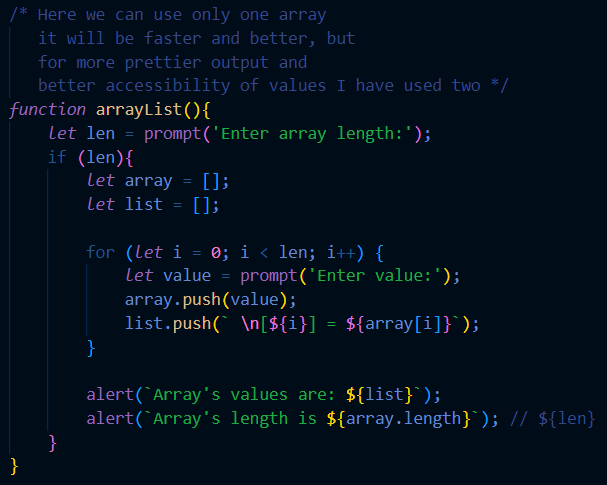 /* Here we can use only one array
   it will be faster and better, but
   for more prettier output and
   better accessibility of values I have used two */
function arrayList(){
    let len = prompt('Enter array length:');
    if (len){
        let array = [];
        let list = [];

        for (let i = 0; i < len; i++) {
            let value = prompt('Enter value:');
            array.push(value);
            list.push(` \n[${i}] = ${array[i]}`);
        }

        alert(`Array's values are: ${list}`);
        alert(`Array's length is ${array.length}`); // ${len}
    }
}